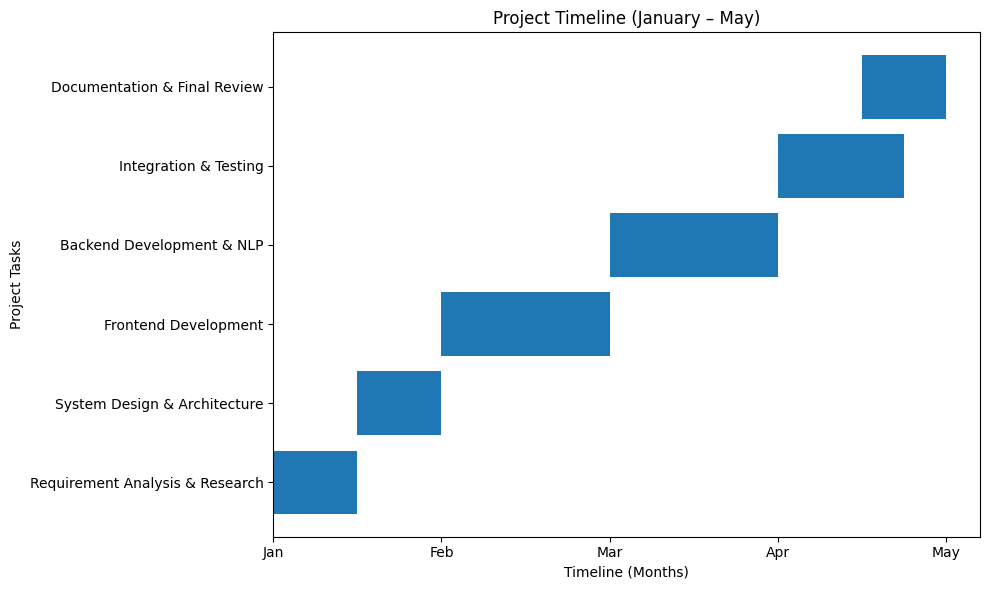 Project Timeline (January – May)
Project Tasks
Documentation & Final Review
Integration & Testing
Backend Development & NLP
Frontend Development
System Design & Architecture
Requirement Analysis & Research
Jan Feb Mar Apr May
Timeline (Months)